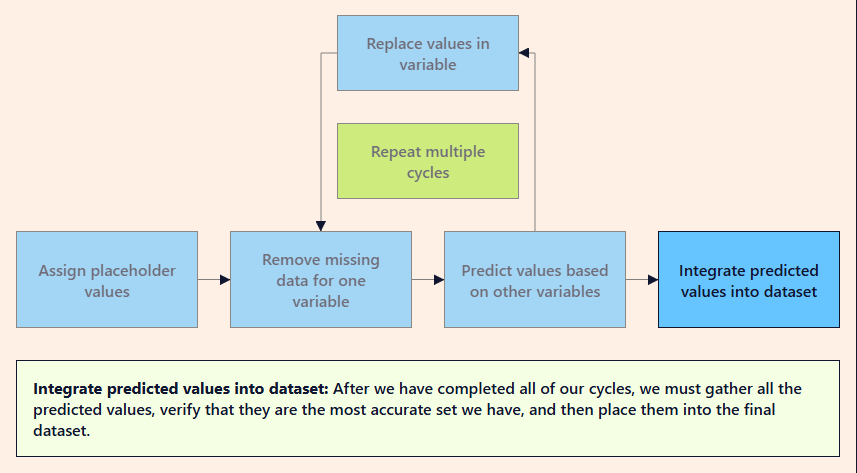 Replace values in
variable
Repeat multiple
cycles
Assign placeholder
values
Remove missing
data for one
variable
Predict values based
on other variables
Integrate predicted
values into dataset
Integrate predicted values into dataset: After we have completed all of our cycles, we must gather all the
predicted values, verify that they are the most accurate set we have, and then place them into the final
dataset.